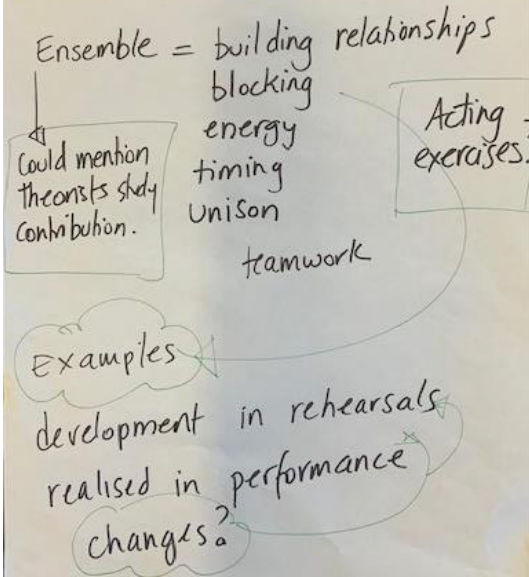 Ensemble = building relationships
blocking
energy
timing
unison
teamwork
Could mention
theorists study
contribution.
Acting
exercises.
Examples
development in rehearsals
realised in performance
changes?